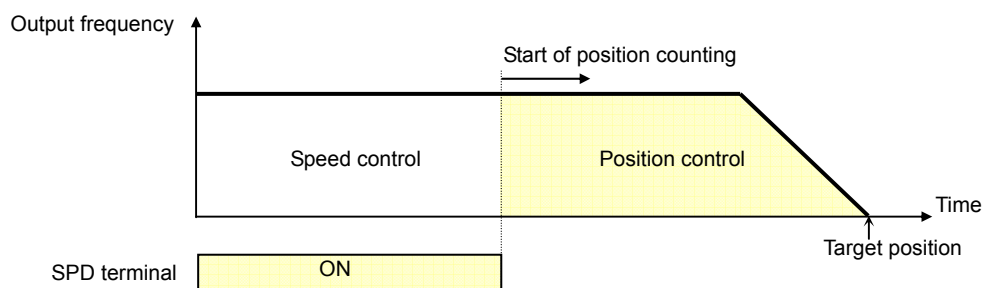 Output frequency
Start of position counting
Speed control
Position control
Time
Target position
SPD terminal
ON